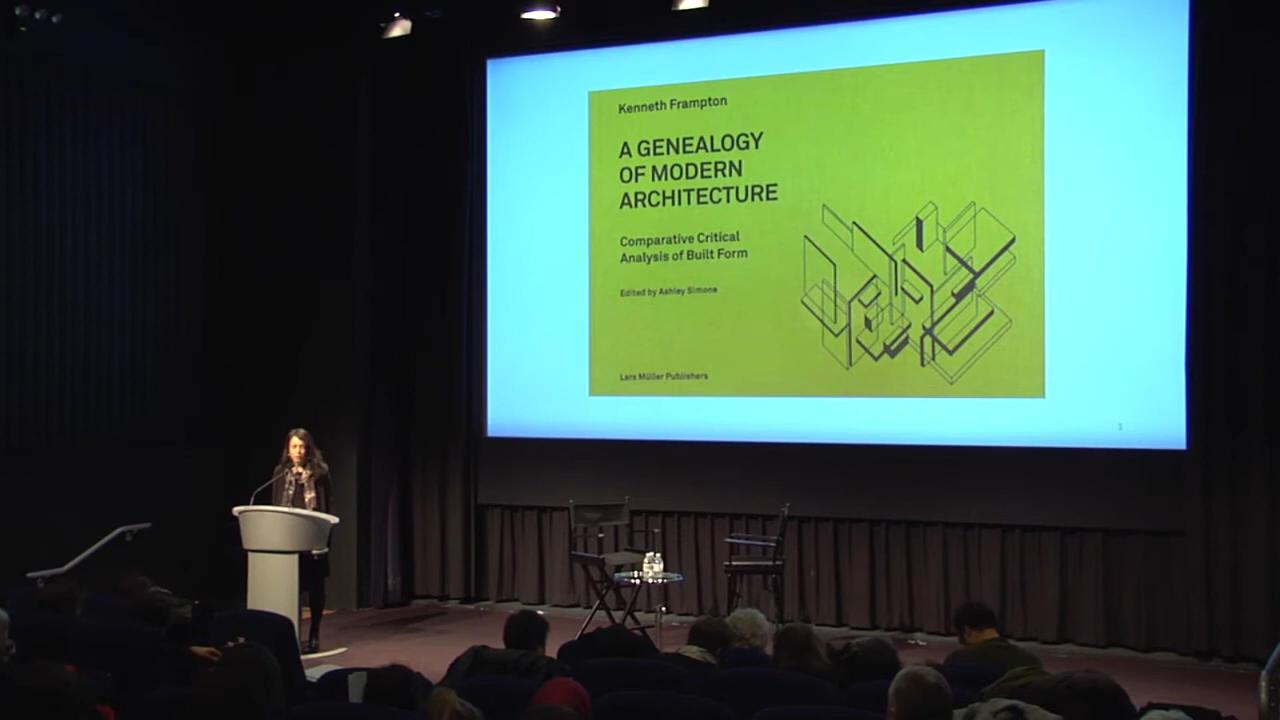 Kenneth Frampton
A GENEALOGY
OF MODERN
ARCHITECTURE
Comparative Critical
Analysis of Built Form
Edited by Ashley Simone
Lars Müller Publishers
1